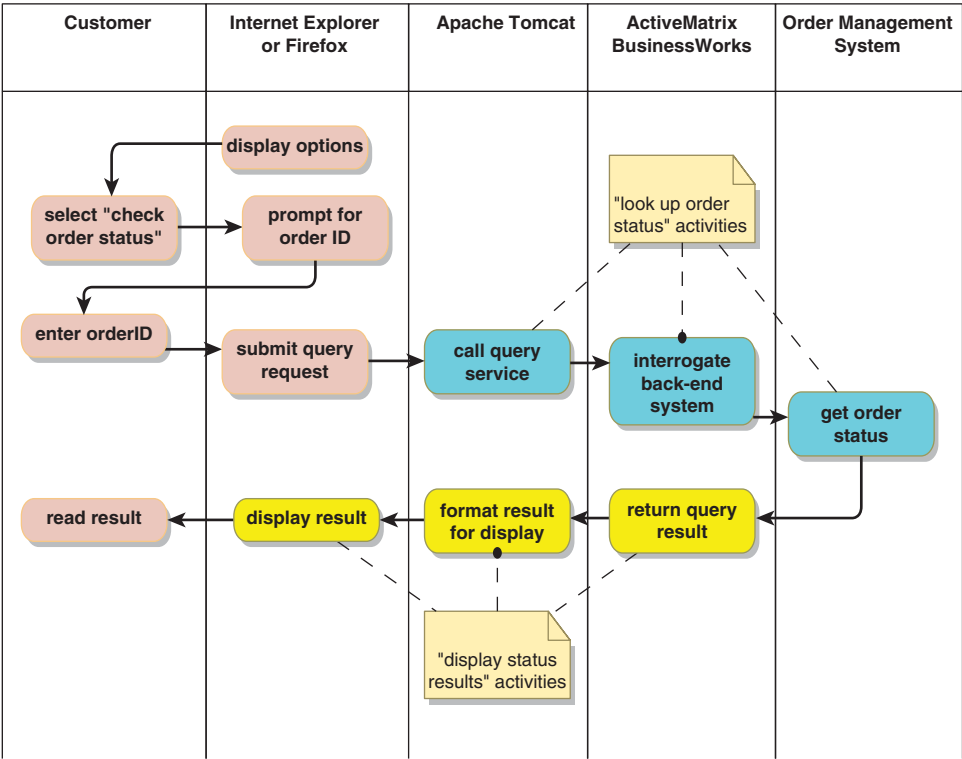 Customer
Internet Explorer
or Firefox
Apache Tomcat
ActiveMatrix
BusinessWorks
Order Management
System
display options
select "check
order status"
prompt for
order ID
"look up order
status" activities
enter orderID
submit query
request
call query
service
interrogate
back-end
system
get order
status
read result
display result
format result
for display
return query
result
"display status
results" activities